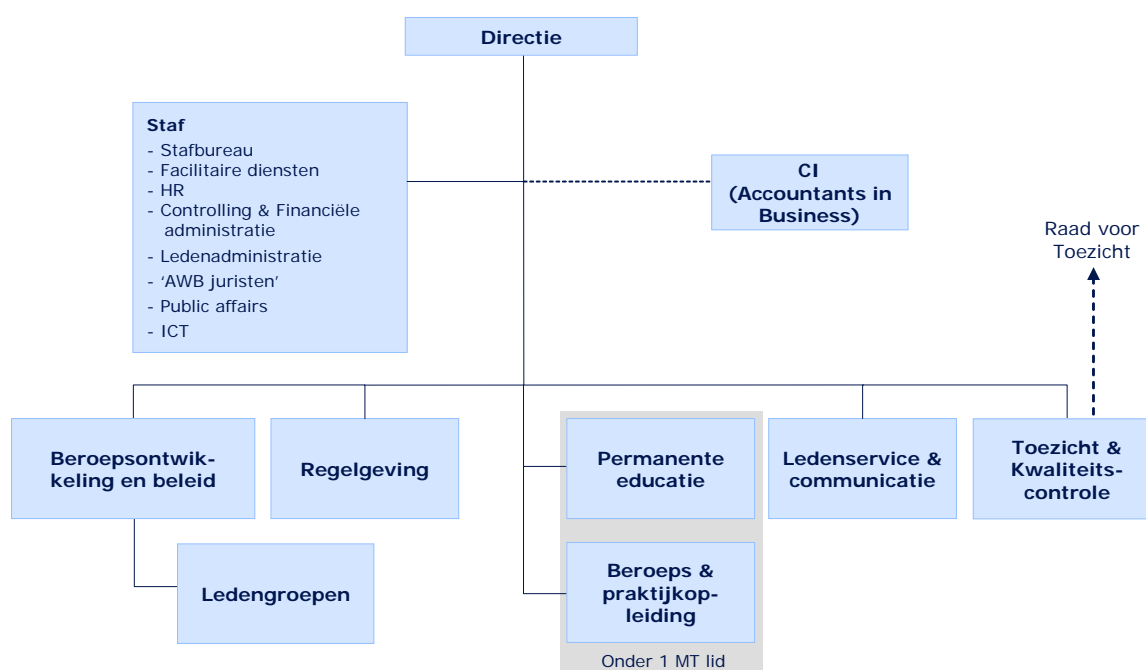 Directie
Staf
- Stafbureau
- Facilitaire diensten
- HR
- Controlling & Financiële
administratie
- Ledenadministratie
- ‘AWB juristen’
- Public affairs
- ICT
CI
(Accountants in
Business)
Raad voor
Toezicht
Beroepsontwik-
keling en beleid
Regelgeving
Permanente
educatie
Ledenservice &
communicatie
Toezicht &
Kwaliteits-
controle
Ledengroepen
Beroeps &
praktijkop-
leiding
Onder 1 MT lid